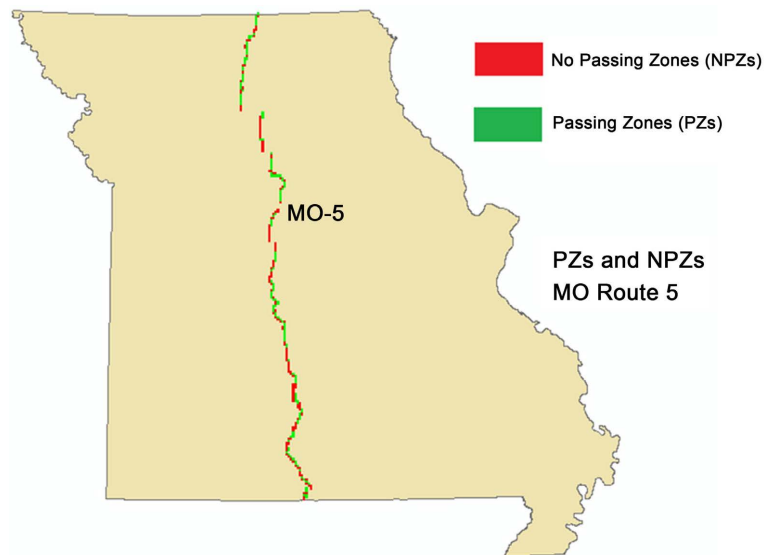 No Passing Zones (NPZs)
Passing Zones (PZs)
MO-5
PZs and NPZs
MO Route 5